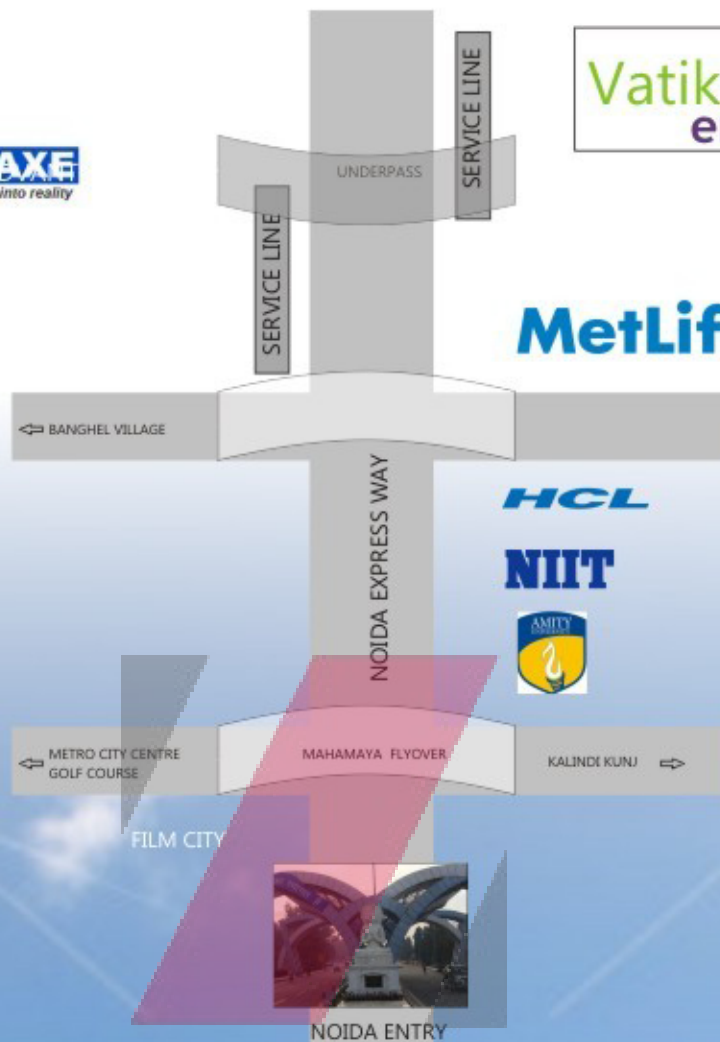 SERVICE LINE
Vatik
e
AXE
into reality
UNDERPASS
SERVICE LINE
MetLif
BANGHEL VILLAGE
NOIDA EXPRESS WAY
HCL
NIIT
AMITY
UNIVERSITY
METRO CITY CENTRE
GOLF COURSE
MAHAMAYA FLYOVER
KALINDI KUNJ
FILM CITY
NOIDA ENTRY